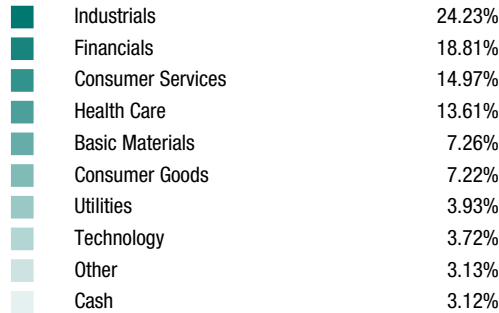 Industrials 24.23%
Financials 18.81%
Consumer Services 14.97%
Health Care 13.61%
Basic Materials 7.26%
Consumer Goods 7.22%
Utilities 3.93%
Technology 3.72%
Other 3.13%
Cash 3.12%